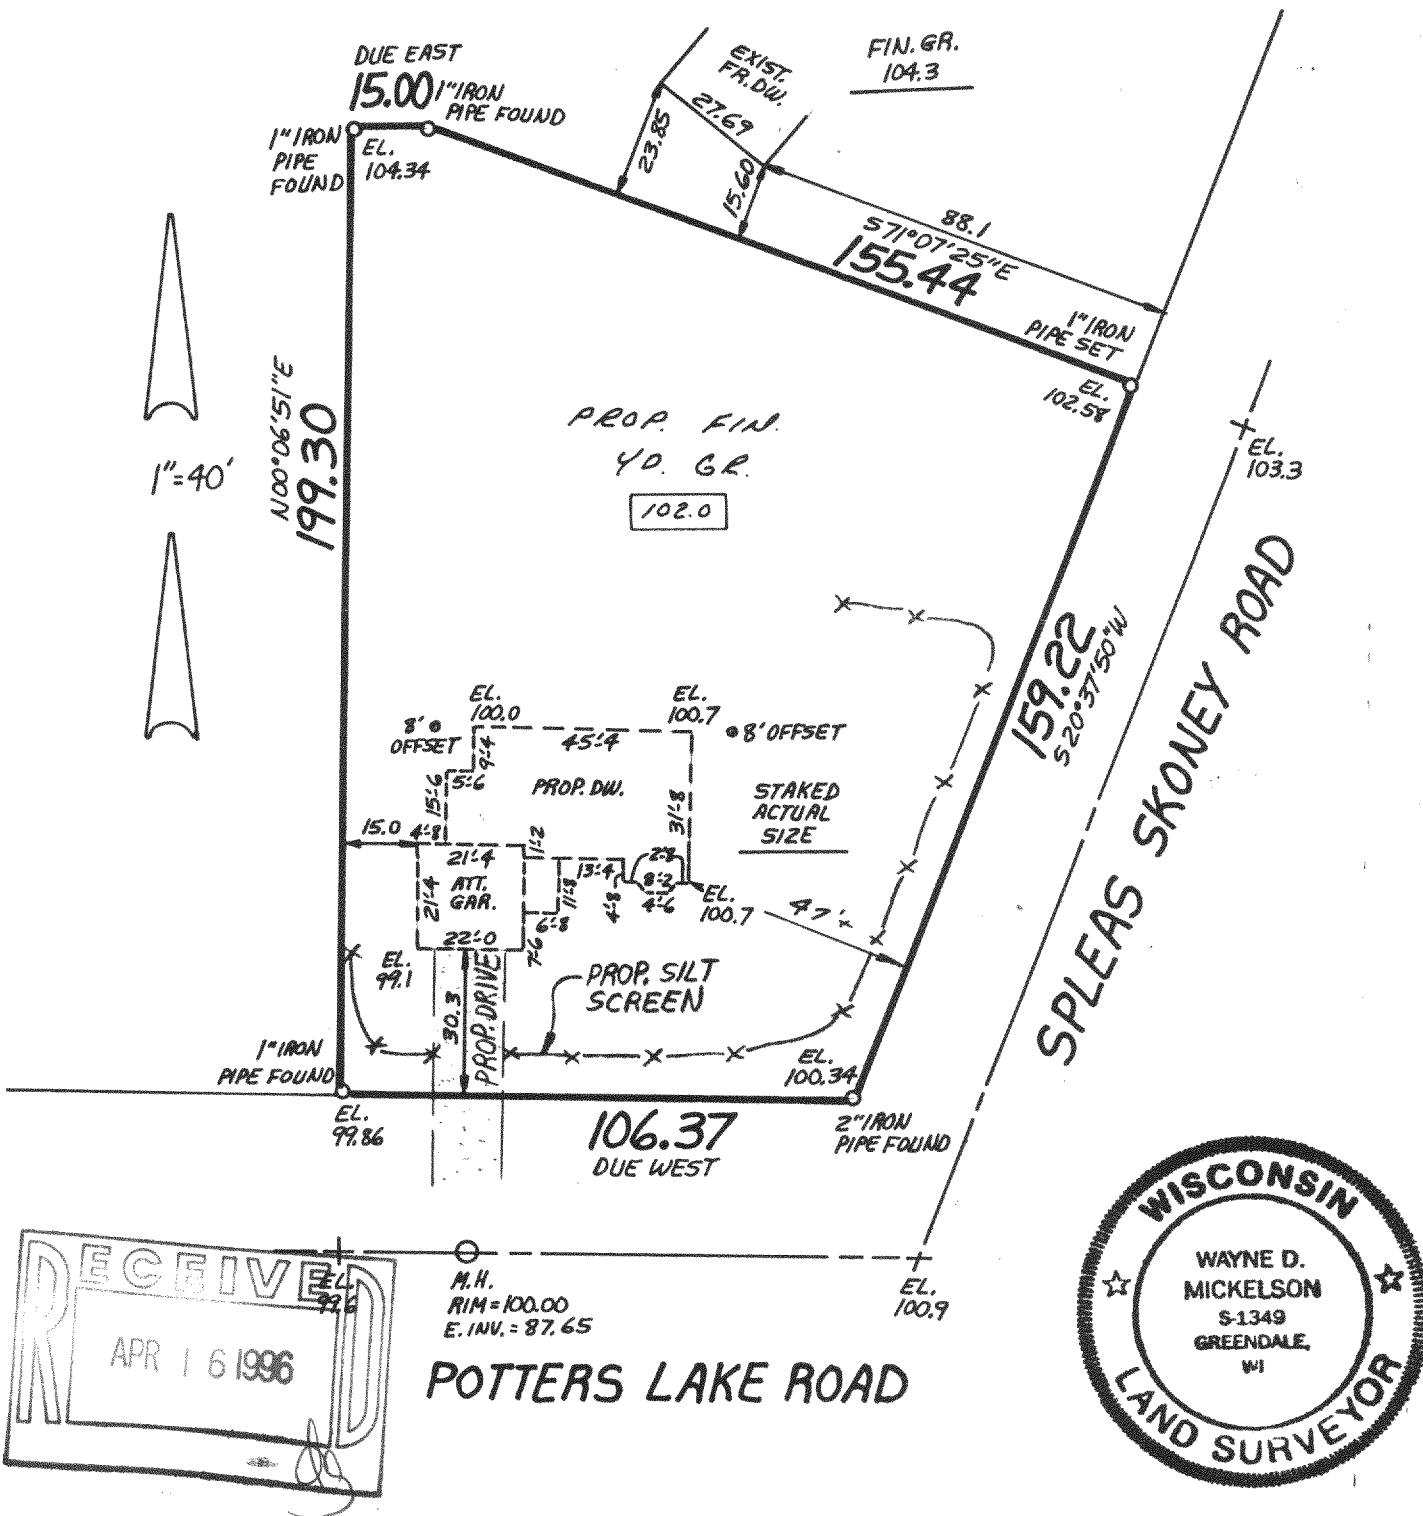 DUE EAST
15.00
1" IRON
PIPE FOUND
1" IRON
PIPE
FOUND
EL.
104.34
EXIST.
FR. DW.
27.69
23.85
15.60
FIN. GR.
104.3
88.1
S71°07'25"E
155.44
1" IRON
PIPE SET
EL.
102.58
EL.
103.3
1"=40'
N00°06'51"E
199.30
PROP. FIN.
YD. GR.
102.0
159.22
S20°37'50"W
SPLEAS SKONEY ROAD
EL.
100.0
EL.
100.7
8'
OFFSET
8' OFFSET
9'-4
45'-4
5'-6
15'-6
PROP. DW.
31'-8
STAKED
ACTUAL
SIZE
15.0
4'-8
21'-4
1'-2
ATT.
GAR.
21'-4
13'-4
2'-8
8'-2
4'-6
4'-8
11'-8
6'-8
7'-6
22'-0
EL.
100.7
47'±
EL.
99.1
PROP. SILT
SCREEN
30.3
PROP. DRIVE
1" IRON
PIPE FOUND
EL.
100.34
EL.
99.86
106.37
DUE WEST
2" IRON
PIPE FOUND
RECEIVED
APR 16 1996
EL.
99.6
M.H.
RIM=100.00
E. INV. = 87.65
EL.
100.9
POTTERS LAKE ROAD
WISCONSIN
WAYNE D.
MICKELSON
S-1349
GREENDALE,
WI
LAND SURVEYOR